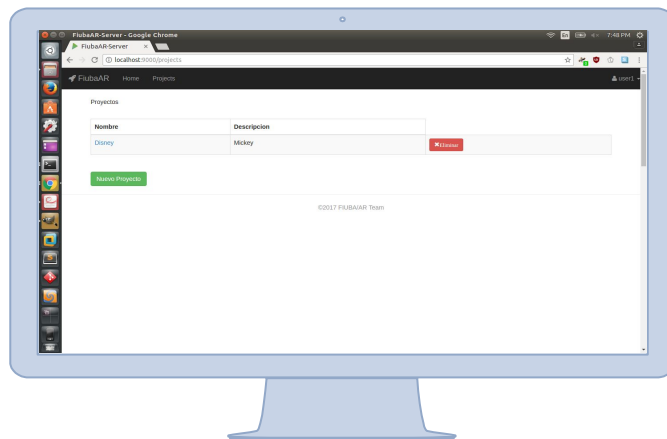 FiubaAR-Server - Google Chrome
En 7:48 PM
FiubaAR-Server ×
localhost:9000/projects
FiubaAR Home Projects user1
Proyectos
Nombre Descripcion
Disney Mickey Eliminar
Nuevo Proyecto
©2017 FIUBA/AR Team